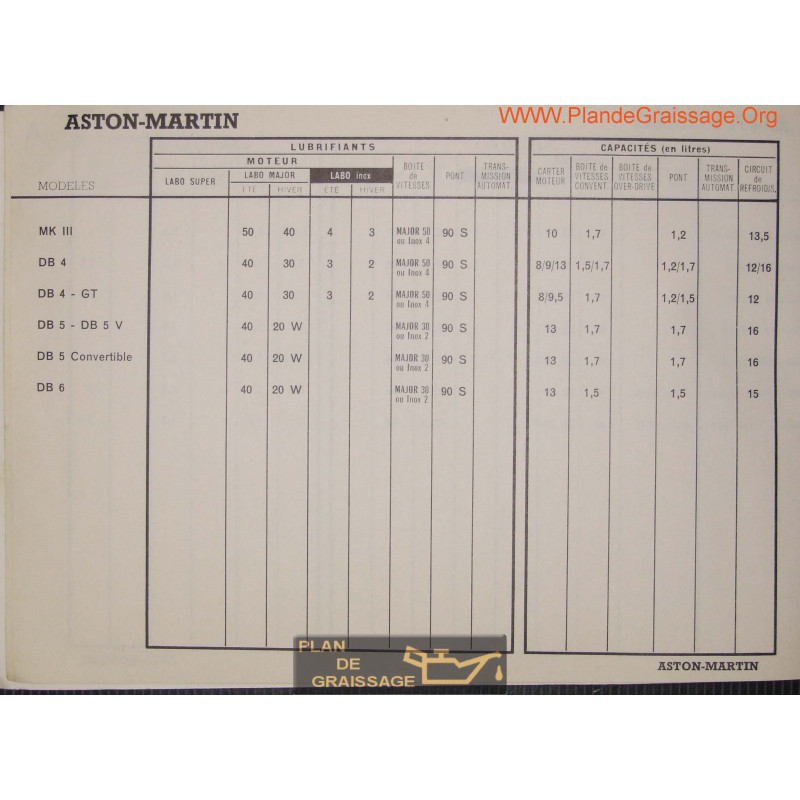 WWW.PlandeGraissage.Org
ASTON-MARTIN
LUBRIFIANTS CAPACITÉS (en litres)
MODELES LABO SUPER MOTEUR LABO MAJOR ÉTÉ HIVER LABO inox ÉTÉ HIVER BOITE de VITESSES PONT TRANS-MISSION AUTOMAT. CARTER MOTEUR BOITE de VITESSES CONVENT. BOITE de VITESSES OVER-DRIVE PONT TRANS-MISSION AUTOMAT. CIRCUIT de REFROIDIS.
MK III 50 40 4 3 MAJOR 50 ou Inox 4 90 S 10 1,7 1,2 13,5
DB 4 40 30 3 2 MAJOR 50 ou Inox 4 90 S 8/9/13 1,5/1,7 1,2/1,7 12/16
DB 4 - GT 40 30 3 2 MAJOR 50 ou Inox 4 90 S 8/9,5 1,7 1,2/1,5 12
DB 5 - DB 5 V 40 20 W MAJOR 30 ou Inox 2 90 S 13 1,7 1,7 16
DB 5 Convertible 40 20 W MAJOR 30 ou Inox 2 90 S 13 1,7 1,7 16
DB 6 40 20 W MAJOR 30 ou Inox 2 90 S 13 1,5 1,5 15
PLAN
DE
GRAISSAGE
ASTON-MARTIN